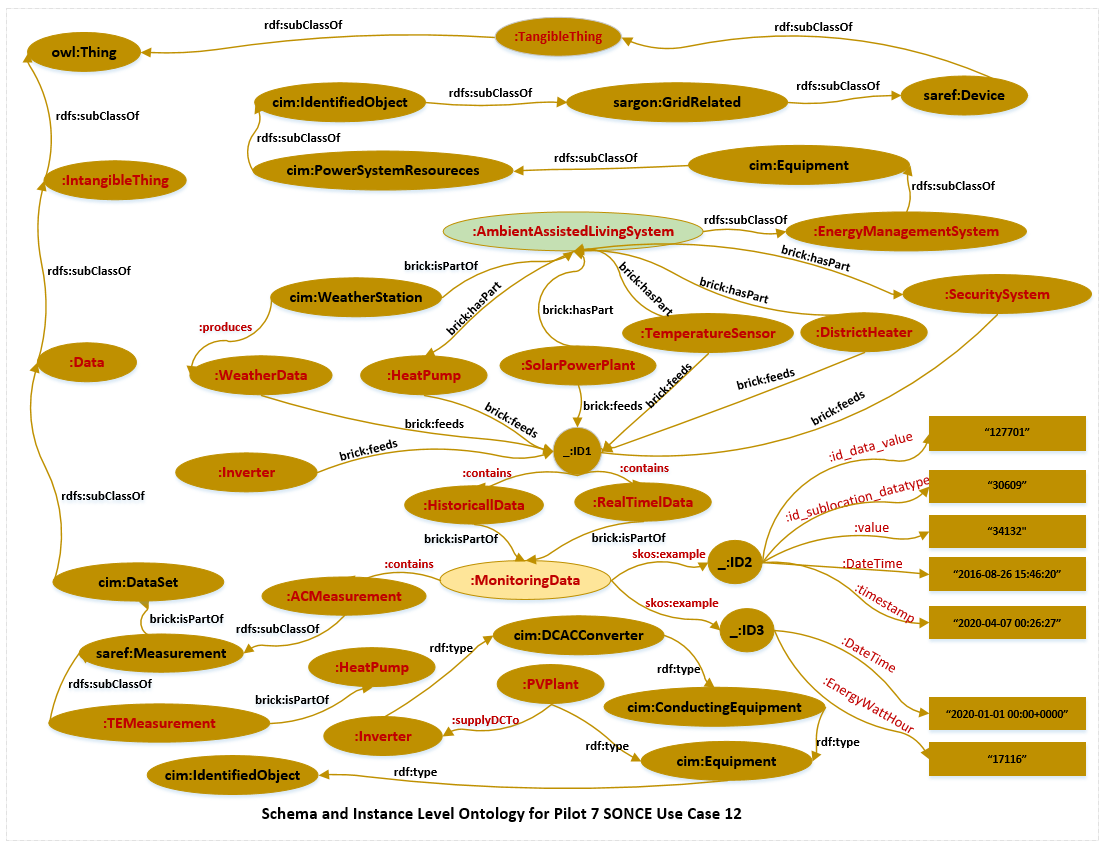 rdf:subClassOf
rdf:subClassOf
:TangibleThing
owl:Thing
rdfs:subClassOf
saref:Device
cim:IdentifiedObject
sargon:GridRelated
rdfs:subClassOf
rdfs:subClassOf
rdfs:subClassOf
rdfs:subClassOf
cim:Equipment
cim:PowerSystemResoureces
:IntangibleThing
rdfs:subClassOf
rdfs:subClassOf
:AmbientAssistedLivingSystem
:EnergyManagementSystem
brick:hasPart
brick:isPartOf
rdfs:subClassOf
brick:hasPart
brick:hasPart
brick:hasPart
cim:WeatherStation
:SecuritySystem
brick:hasPart
:produces
:TemperatureSensor
:DistrictHeater
:Data
:SolarPowerPlant
:WeatherData
:HeatPump
brick:feeds
brick:feeds
brick:feeds
brick:feeds
brick:feeds
brick:feeds
“127701”
:id_data_value
brick:feeds
_:ID1
:Inverter
:contains
:contains
“30609”
:id_sublocation_datatype
rdfs:subClassOf
:HistoricallData
:RealTimelData
:value
“34132"
brick:isPartOf
brick:isPartOf
skos:example
_:ID2
:DateTime
“2016-08-26 15:46:20”
:contains
:MonitoringData
cim:DataSet
:ACMeasurement
skos:example
:timestamp
“2020-04-07 00:26:27”
brick:isPartOf
rdfs:subClassOf
cim:DCACConverter
_:ID3
saref:Measurement
rdf:type
:DateTime
:HeatPump
rdf:type
rdfs:subClassOf
:PVPlant
brick:isPartOf
:EnergyWattHour
cim:ConductingEquipment
“2020-01-01 00:00+0000”
:TEMeasurement
:supplyDCTo
:Inverter
rdf:type
rdf:type
cim:Equipment
“17116”
cim:IdentifiedObject
rdf:type
Schema and Instance Level Ontology for Pilot 7 SONCE Use Case 12